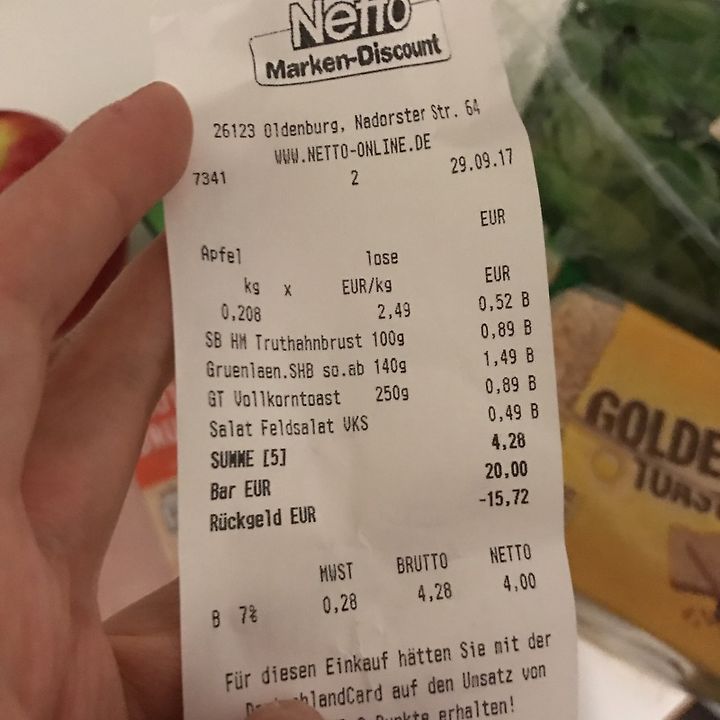 Netto
Marken-Discount
26123 Oldenburg, Nadorster Str. 64
WWW.NETTO-ONLINE.DE
7341 2 29.09.17
EUR
Apfel lose
kg x EUR/kg EUR
0,208 2,49 0,52 B
SB HM Truthahnbrust 100g 0,89 B
Gruenlaen.SHB so.ab 140g 1,49 B
GT Vollkorntoast 250g 0,89 B
Salat Feldsalat VKS 0,49 B
SUMME [5] 4,28
Bar EUR 20,00
Rückgeld EUR -15,72
MWST BRUTTO NETTO
B 7% 0,28 4,28 4,00
Für diesen Einkauf hätten Sie mit der
auf den Umsatz von
Punkte erhalten!
GOLDE